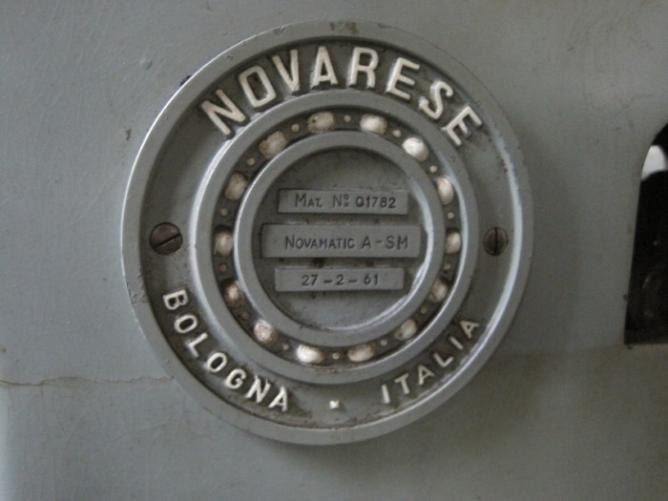 NOVARESE
MAT. Nº 01782
NOVAMATIC A-SM
27-2-61
BOLOGNA · ITALIA